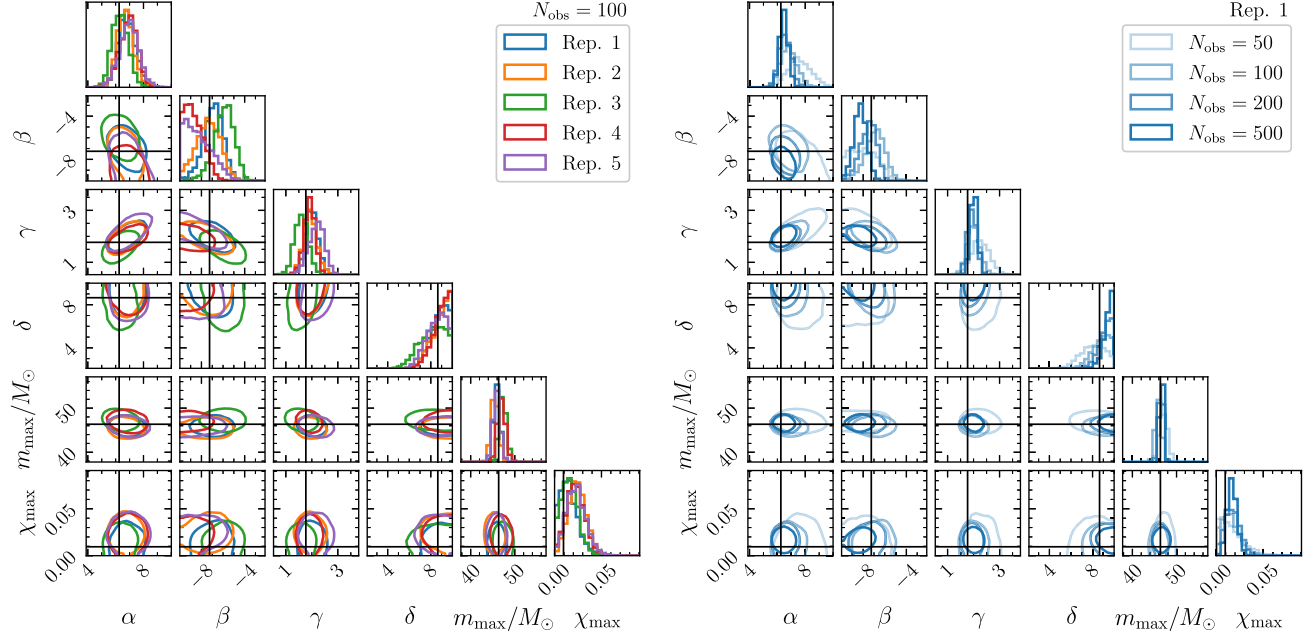 N_obs = 100
Rep. 1
Rep. 2
Rep. 3
Rep. 4
Rep. 5
β
−4
−8
γ
3
1
δ
8
4
m_max/M_⊙
50
40
χ_max
0.05
0.00
4 8
−8 −4
1 3
4 8
40 50
0.00 0.05
α β γ δ m_max/M_⊙ χ_max
Rep. 1
N_obs = 50
N_obs = 100
N_obs = 200
N_obs = 500
β
−4
−8
γ
3
1
δ
8
4
m_max/M_⊙
50
40
χ_max
0.05
0.00
4 8
−8 −4
1 3
4 8
40 50
0.00 0.05
α β γ δ m_max/M_⊙ χ_max